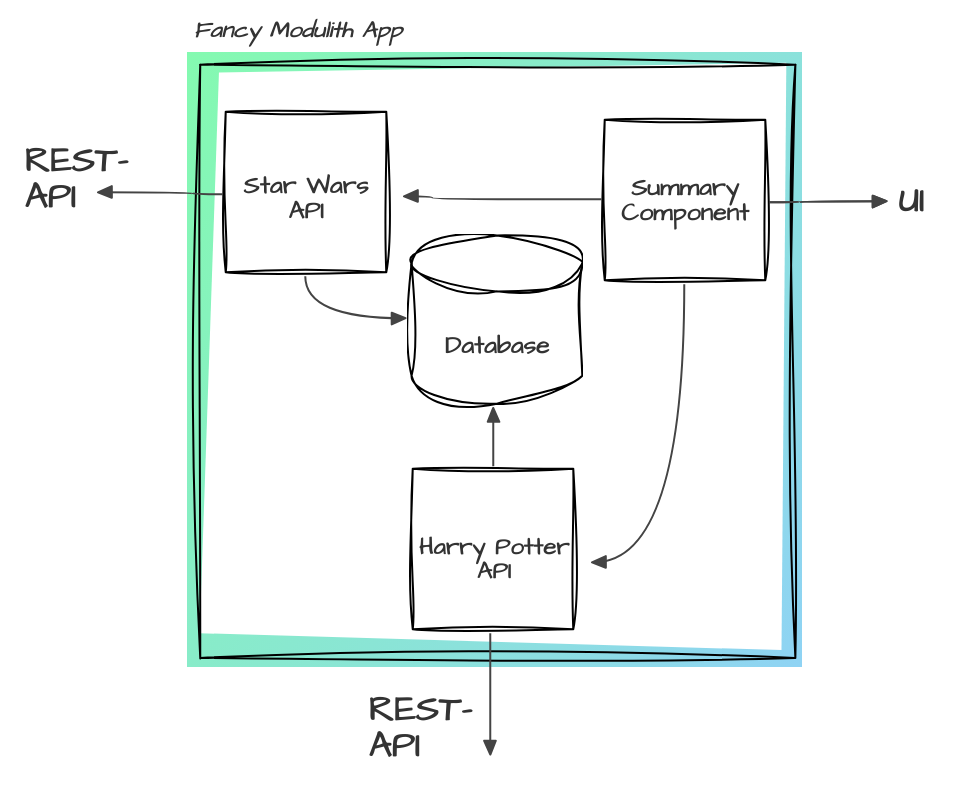 Fancy Modulith App
REST-
API
Star Wars
API
Summary
Component
UI
Database
Harry Potter
API
REST-
API